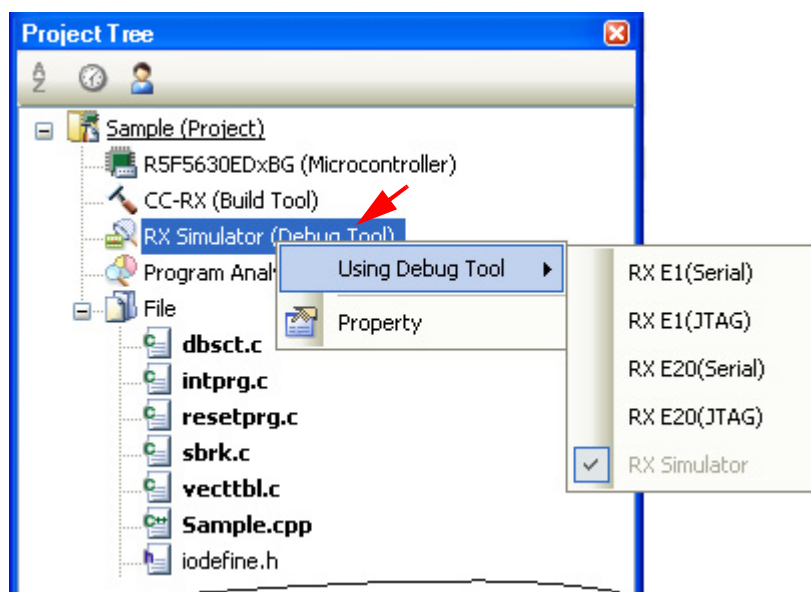 Project Tree
A
Z
Sample (Project)
R5F5630EDxBG (Microcontroller)
CC-RX (Build Tool)
RX Simulator (Debug Tool)
Using Debug Tool
RX E1(Serial)
Program Anal
Property
RX E1(JTAG)
File
RX E20(Serial)
dbsct.c
RX E20(JTAG)
intprg.c
RX Simulator
resetprg.c
sbrk.c
vecttbl.c
Sample.cpp
iodefine.h